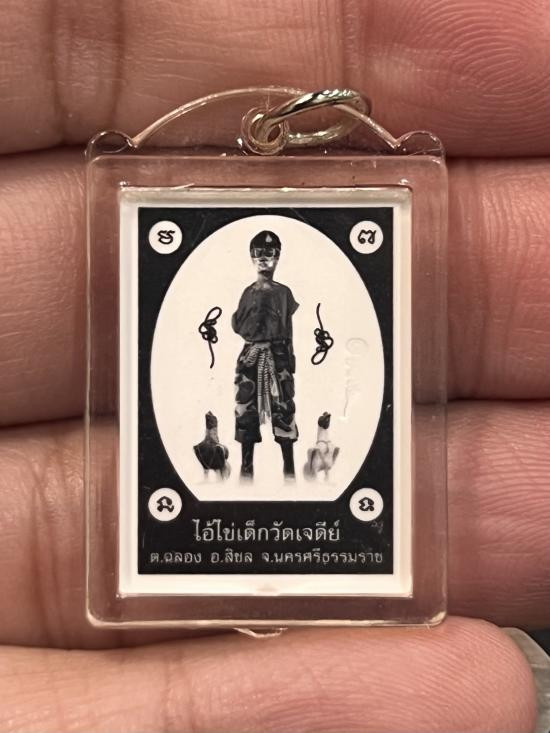 ไอ้ไข่เด็กวัดเจดีย์
ต.ฉลอง อ.สิชล จ.นครศรีธรรมราช